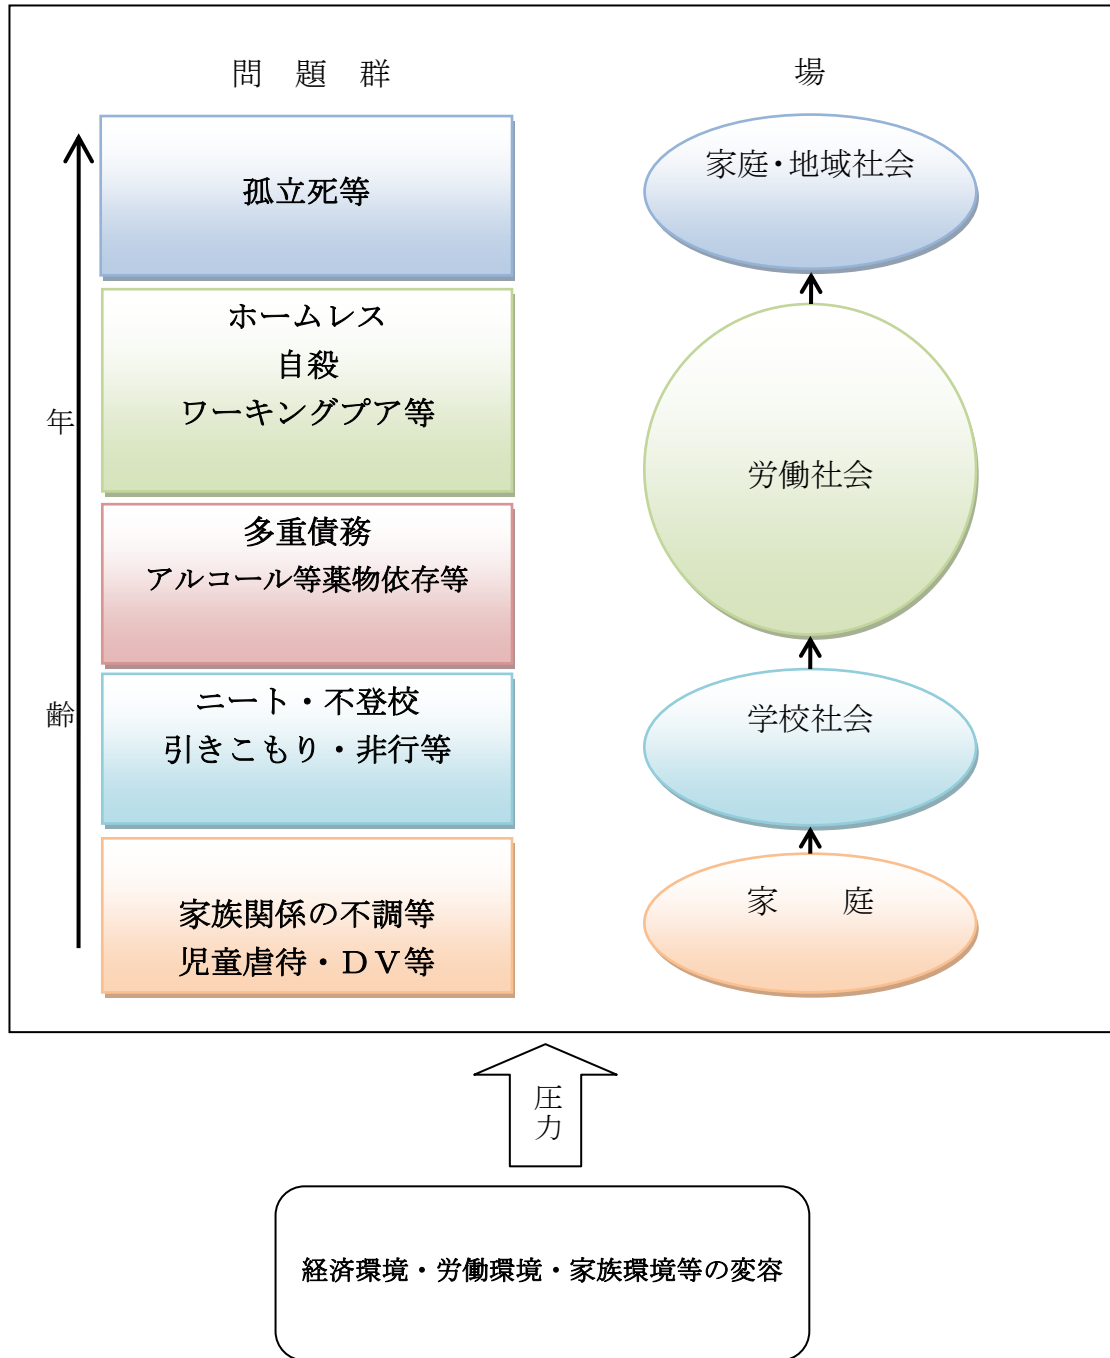 問　題　群
場
孤立死等
家庭・地域社会
ホームレス
自殺
ワーキングプア等
年
労働社会
多重債務
アルコール等薬物依存等
齢
ニート・不登校
引きこもり・非行等
学校社会
家族関係の不調等
児童虐待・ＤＶ等
家　　庭
圧力
経済環境・労働環境・家族環境等の変容